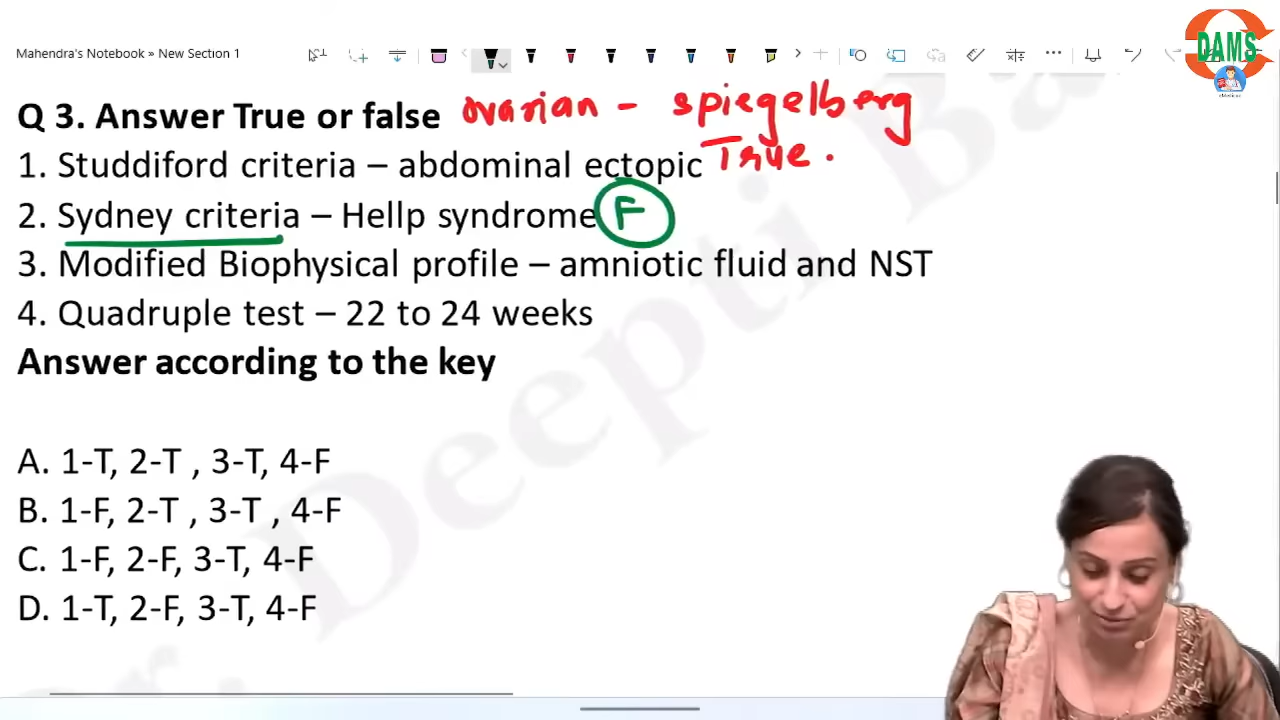 Mahendra's Notebook » New Section 1
DAMS
Q 3. Answer True or false ovarian - spiegelberg
1. Studdiford criteria – abdominal ectopic True.
2. Sydney criteria – Hellp syndrome F
3. Modified Biophysical profile – amniotic fluid and NST
4. Quadruple test – 22 to 24 weeks
Answer according to the key
A. 1-T, 2-T , 3-T, 4-F
B. 1-F, 2-T , 3-T , 4-F
C. 1-F, 2-F, 3-T, 4-F
D. 1-T, 2-F, 3-T, 4-F